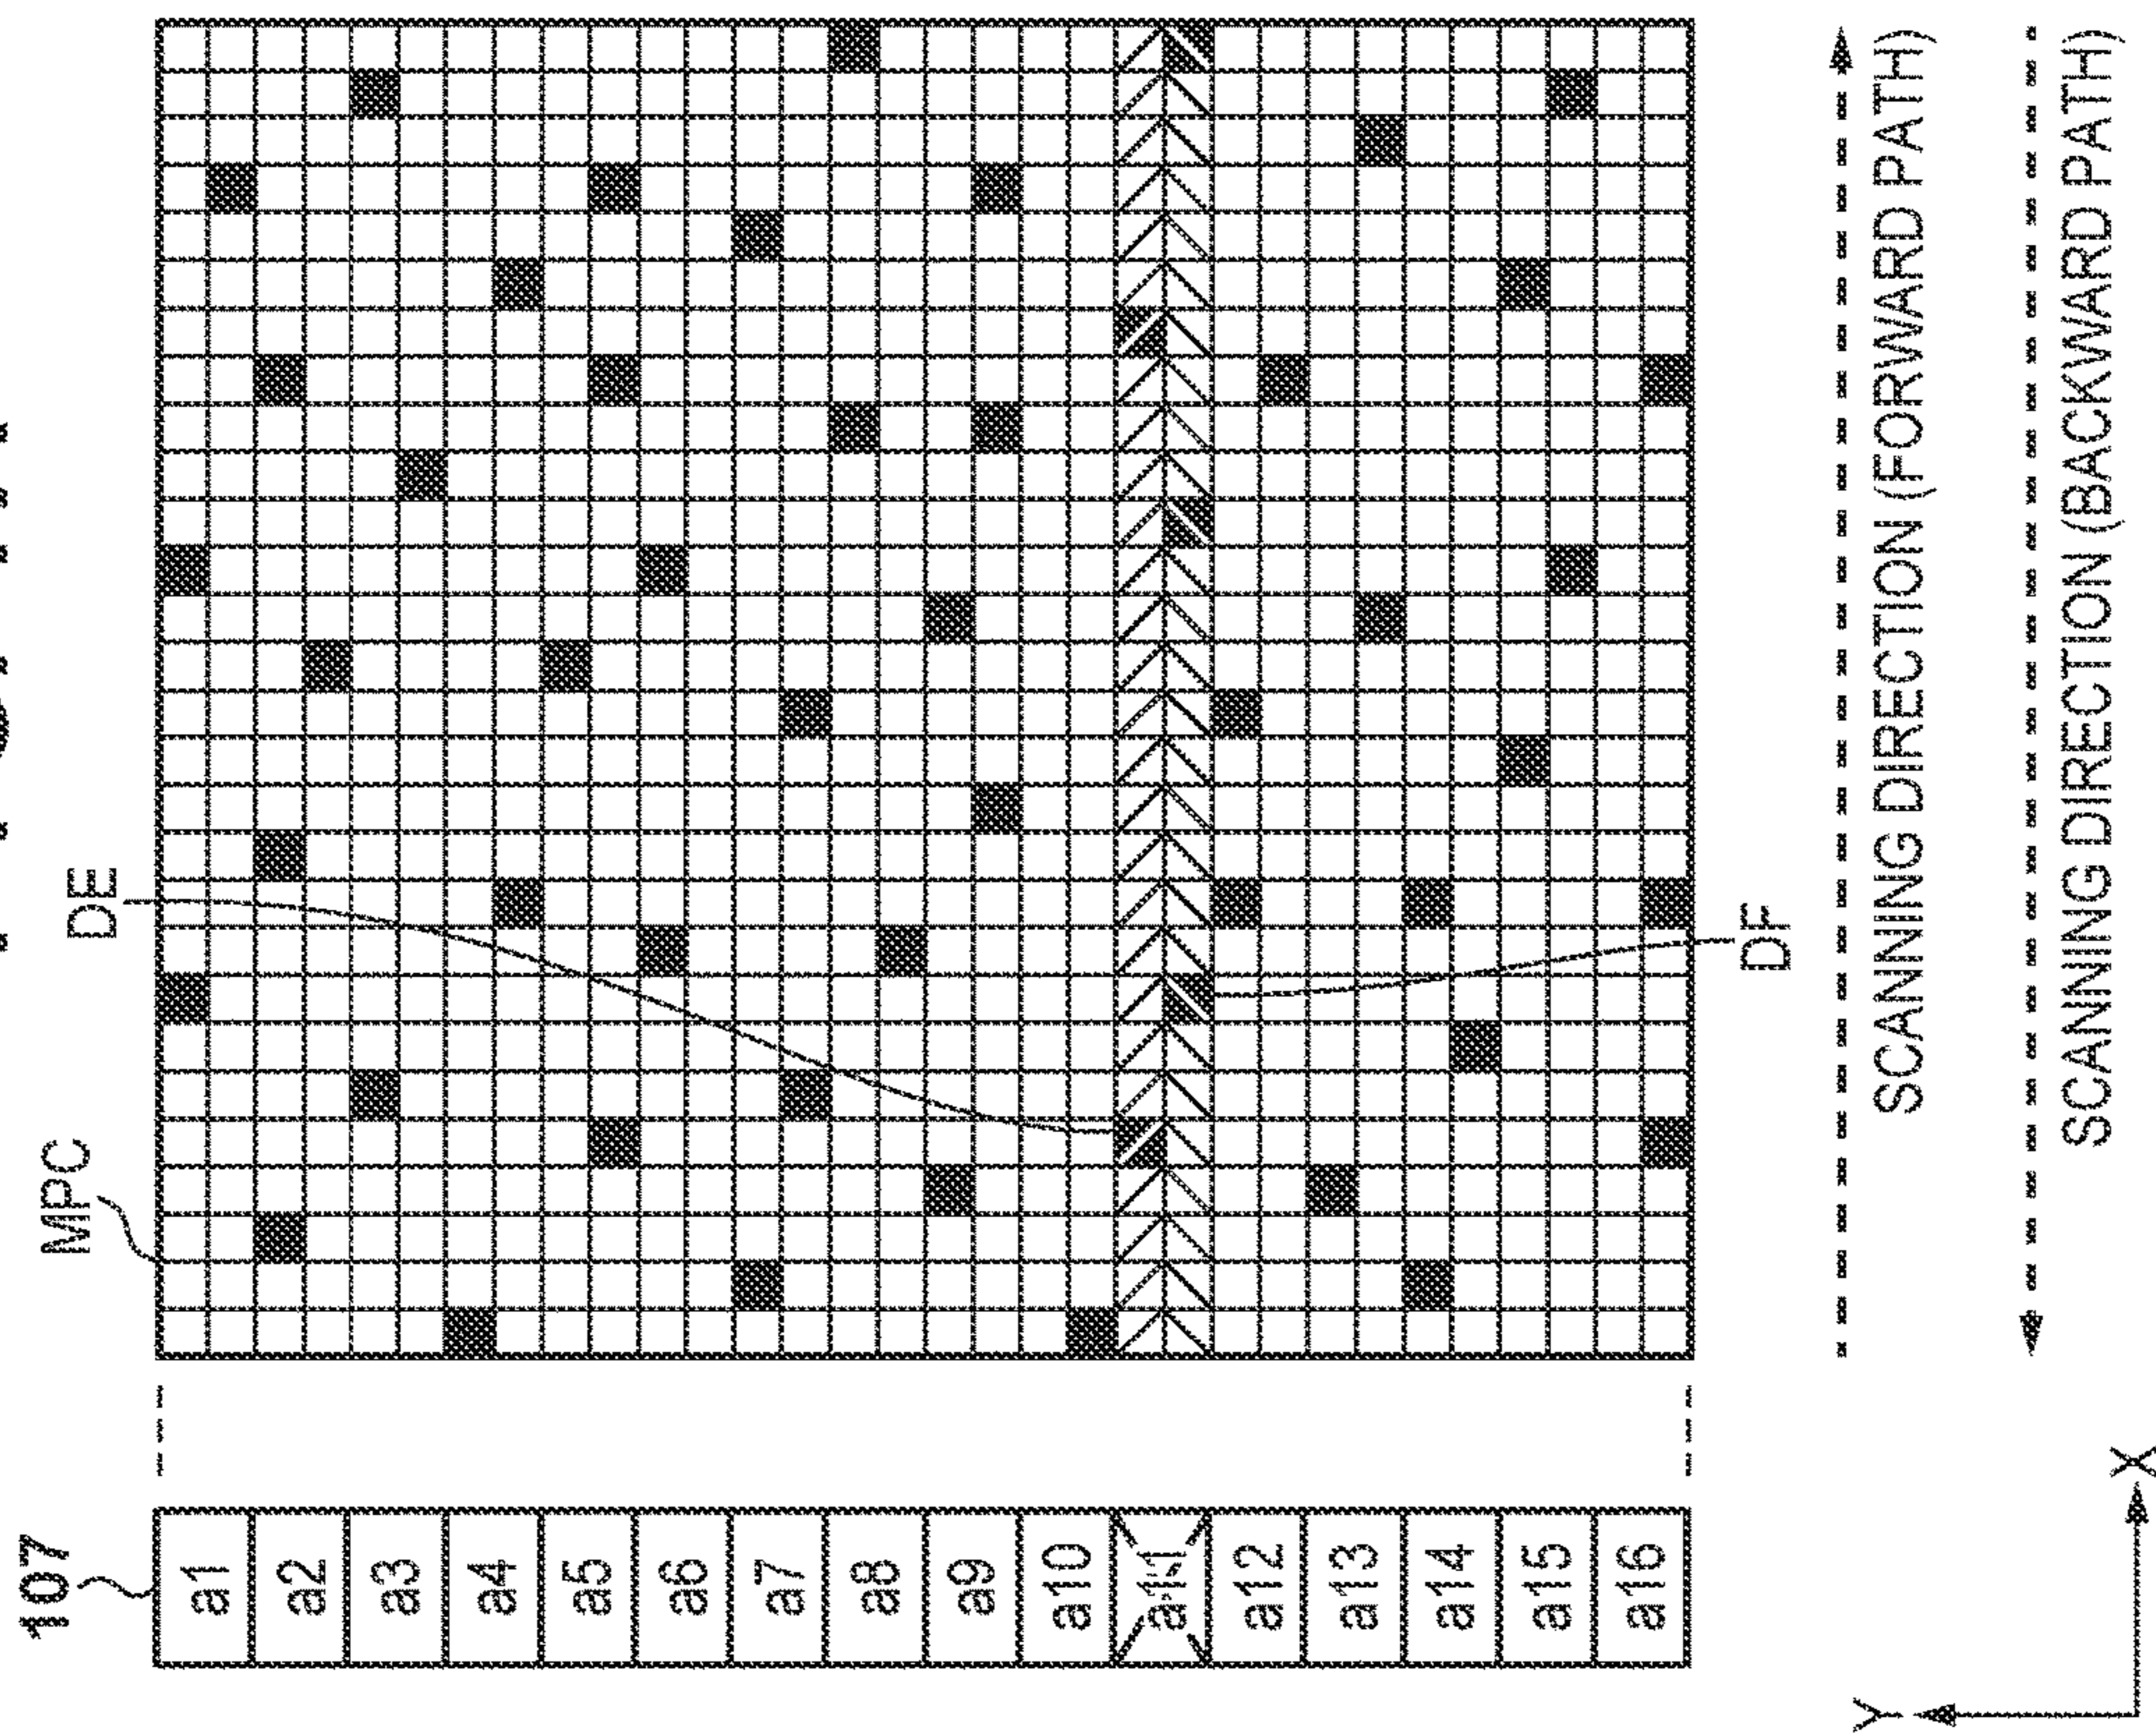 107
a1
a2
a3
a4
a5
a6
a7
a8
a9
a10
a11
a12
a13
a14
a15
a16
MPC
DE
DF
SCANNING DIRECTION (FORWARD PATH)
SCANNING DIRECTION (BACKWARD PATH)
Y
X